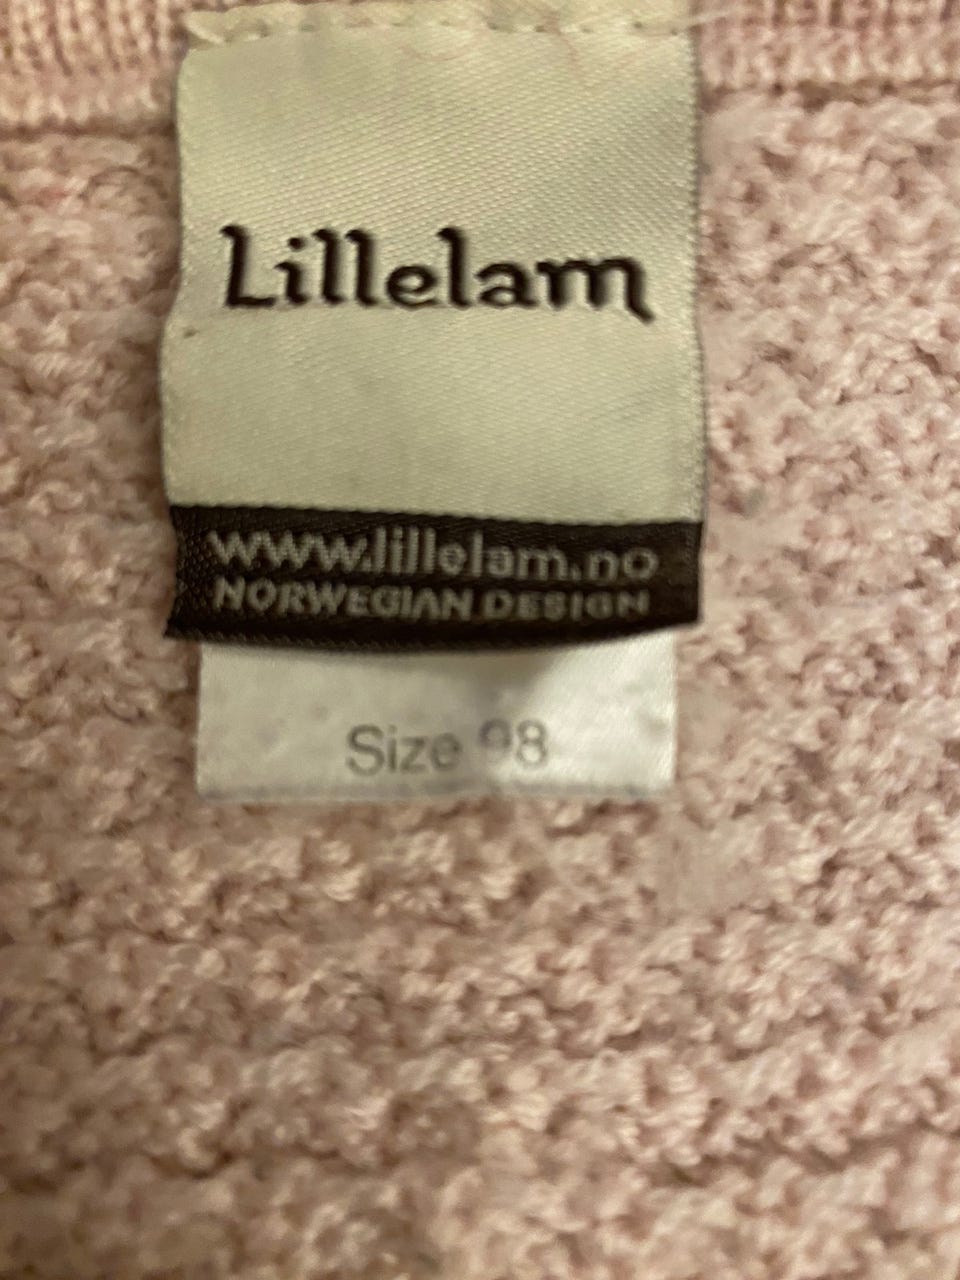 Lillelam
www.lillelam.no
NORWEGIAN DESIGN
Size 98